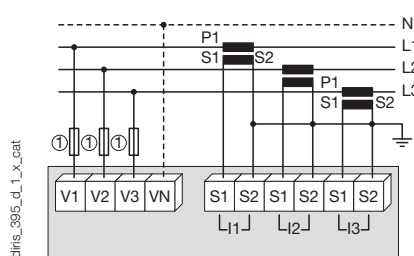 N
P1
L1
S1 S2
L2
P1
L3
S1 S2
① ① ①
V1 V2 V3 VN
S1 S2 S1 S2 S1 S2
I1 I2 I3
diris_395_d_1_x_cat